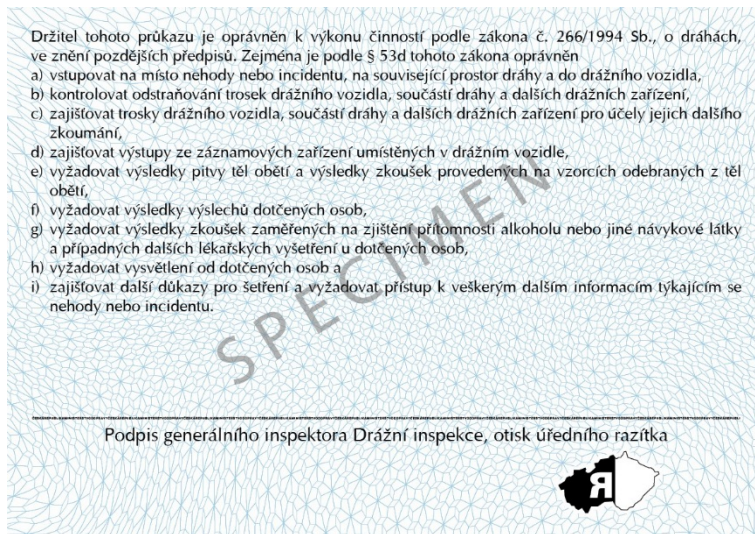 Držitel tohoto průkazu je oprávněn k výkonu činností podle zákona č. 266/1994 Sb., o dráhách,
ve znění pozdějších předpisů. Zejména je podle § 53d tohoto zákona oprávněn
a) vstupovat na místo nehody nebo incidentu, na související prostor dráhy a do drážního vozidla,
b) kontrolovat odstraňování trosek drážního vozidla, součástí dráhy a dalších drážních zařízení,
c) zajišťovat trosky drážního vozidla, součástí dráhy a dalších drážních zařízení pro účely jejich dalšího
zkoumání,
d) zajišťovat výstupy ze záznamových zařízení umístěných v drážním vozidle,
e) vyžadovat výsledky pitvy těl obětí a výsledky zkoušek provedených na vzorcích odebraných z těl
obětí,
f) vyžadovat výsledky výslechů dotčených osob,
g) vyžadovat výsledky zkoušek zaměřených na zjištění přítomnosti alkoholu nebo jiné návykové látky
a případných dalších lékařských vyšetření u dotčených osob,
h) vyžadovat vysvětlení od dotčených osob a
i) zajišťovat další důkazy pro šetření a vyžadovat přístup k veškerým dalším informacím týkajícím se
nehody nebo incidentu.
SPECIMEN
Podpis generálního inspektora Drážní inspekce, otisk úředního razítka